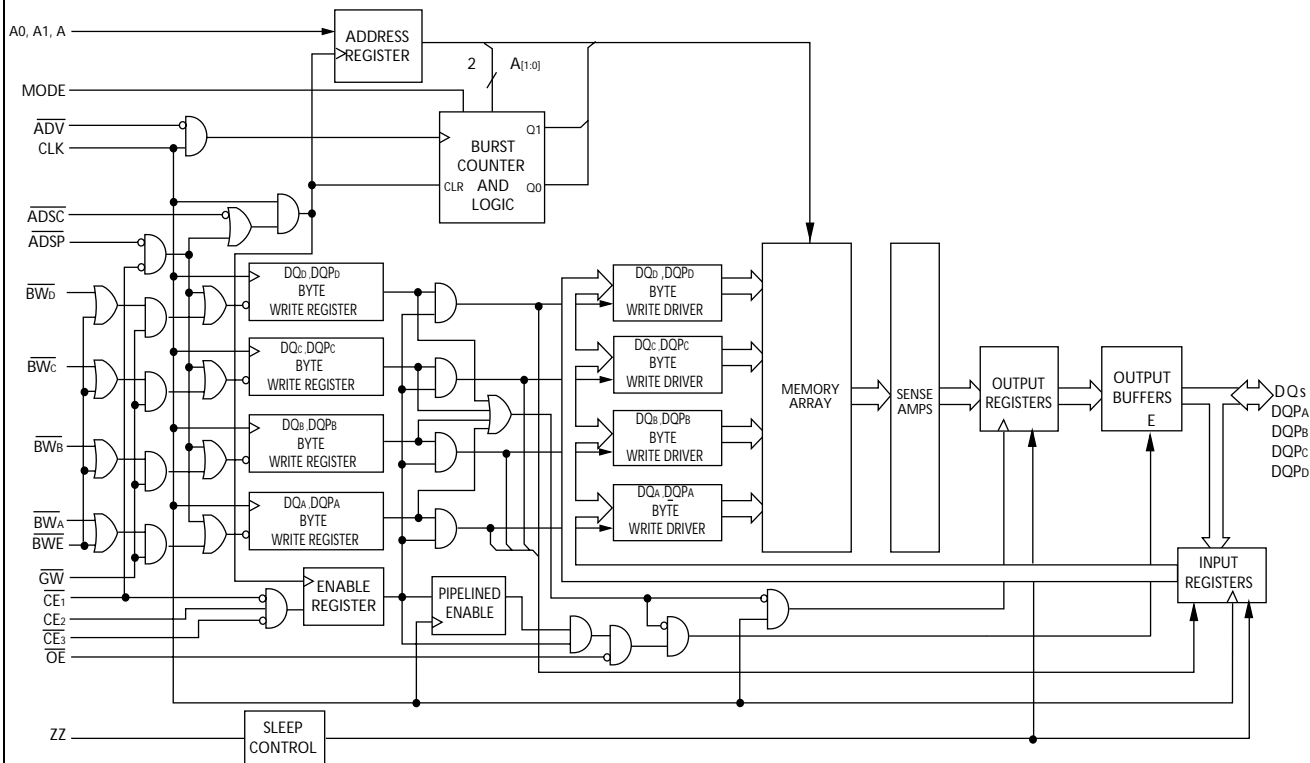 A0, A1, A
ADDRESS
REGISTER
2
A[1:0]
MODE
ADV
CLK
BURST
COUNTER
AND
LOGIC
CLR
Q1
Q0
ADSC
ADSP
BWD
BWC
BWB
BWA
BWE
GW
CE1
CE2
CE3
OE
ZZ
DQD ,DQPD
BYTE
WRITE REGISTER
DQC ,DQPC
BYTE
WRITE REGISTER
DQB ,DQPB
BYTE
WRITE REGISTER
DQA ,DQPA
BYTE
WRITE REGISTER
ENABLE
REGISTER
PIPELINED
ENABLE
SLEEP
CONTROL
DQD ,DQPD
BYTE
WRITE DRIVER
DQC ,DQPC
BYTE
WRITE DRIVER
DQB ,DQPB
BYTE
WRITE DRIVER
DQA ,DQPA
BYTE
WRITE DRIVER
MEMORY
ARRAY
SENSE
AMPS
OUTPUT
REGISTERS
OUTPUT
BUFFERS
E
INPUT
REGISTERS
DQs
DQPA
DQPB
DQPC
DQPD